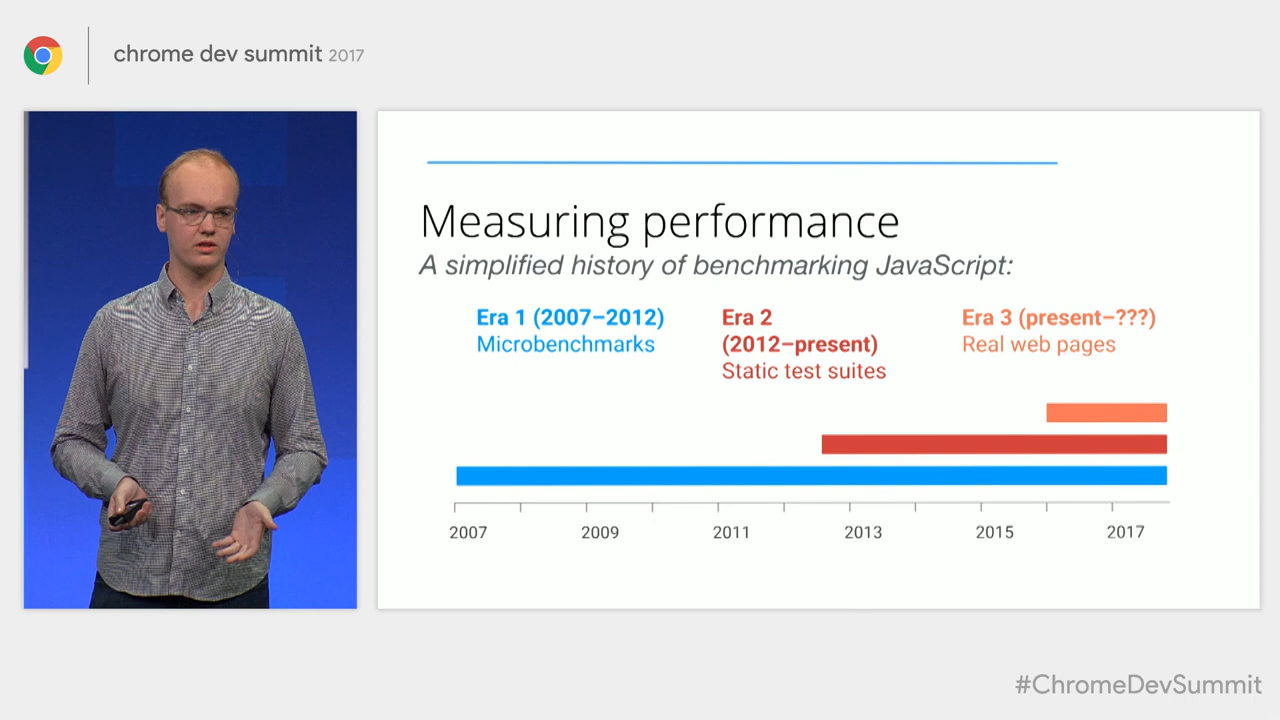 chrome dev summit 2017
Measuring performance
A simplified history of benchmarking JavaScript:
Era 1 (2007–2012)
Microbenchmarks
Era 2
(2012–present)
Static test suites
Era 3 (present–???)
Real web pages
2007 2009 2011 2013 2015 2017
#ChromeDevSummit